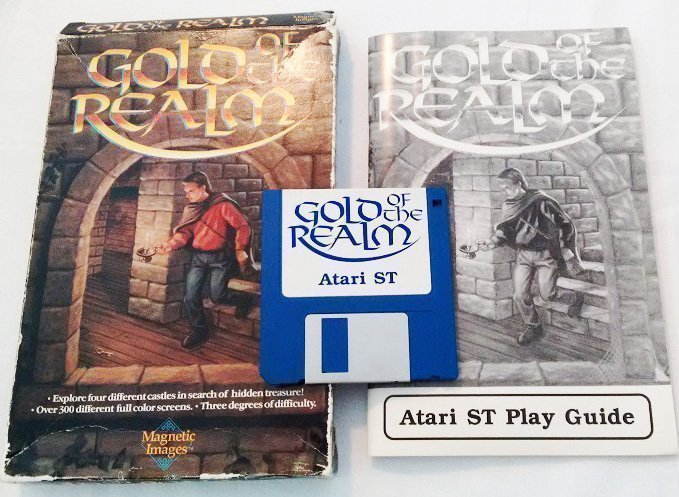 GOLD OF the REALM
Magnetic
Images
GOLD OF
the
REALM
• Explore four different castles in search of hidden treasure!
• Over 300 different full color screens. • Three degrees of difficulty.
Magnetic
Images™
GOLD OF
the
REALM
Atari ST
GOLD OF
the
REALM
Atari ST Play Guide